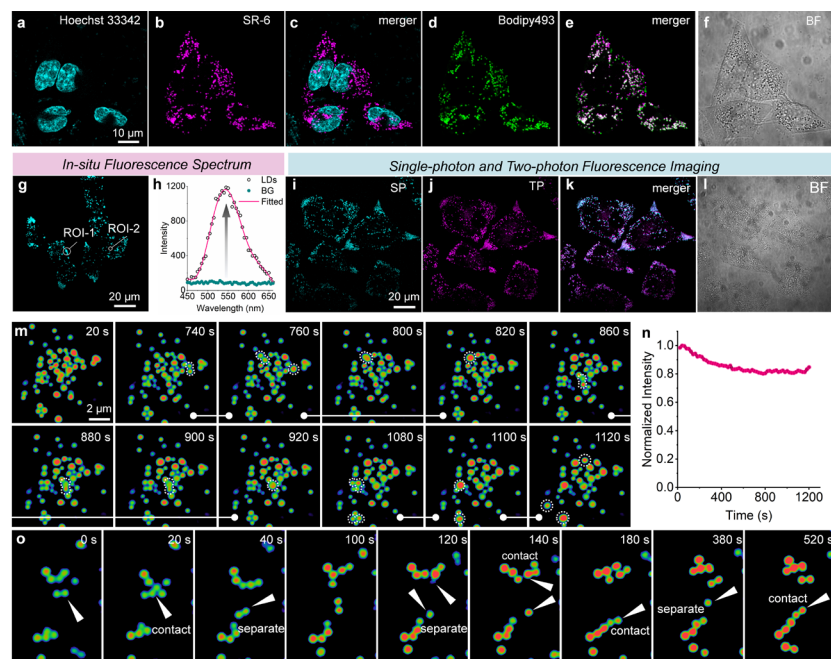 a Hoechst 33342
b SR-6
c merger
d Bodipy493
e merger
f BF
10 µm
In-situ Fluorescence Spectrum
Single-photon and Two-photon Fluorescence Imaging
g
ROI-1
ROI-2
20 µm
h
LDs
BG
Fitted
Intensity
1200
800
400
0
450 500 550 600 650
Wavelength (nm)
i SP
20 µm
j TP
k merger
l BF
m 20 s
740 s
760 s
800 s
820 s
860 s
2 µm
880 s
900 s
920 s
1080 s
1100 s
1120 s
n
Normalized Intensity
1.0
0.8
0.6
0.4
0.2
0.0
0 400 800 1200
Time (s)
o 0 s
20 s
contact
40 s
separate
100 s
120 s
separate
140 s
contact
180 s
contact
380 s
separate
520 s
contact